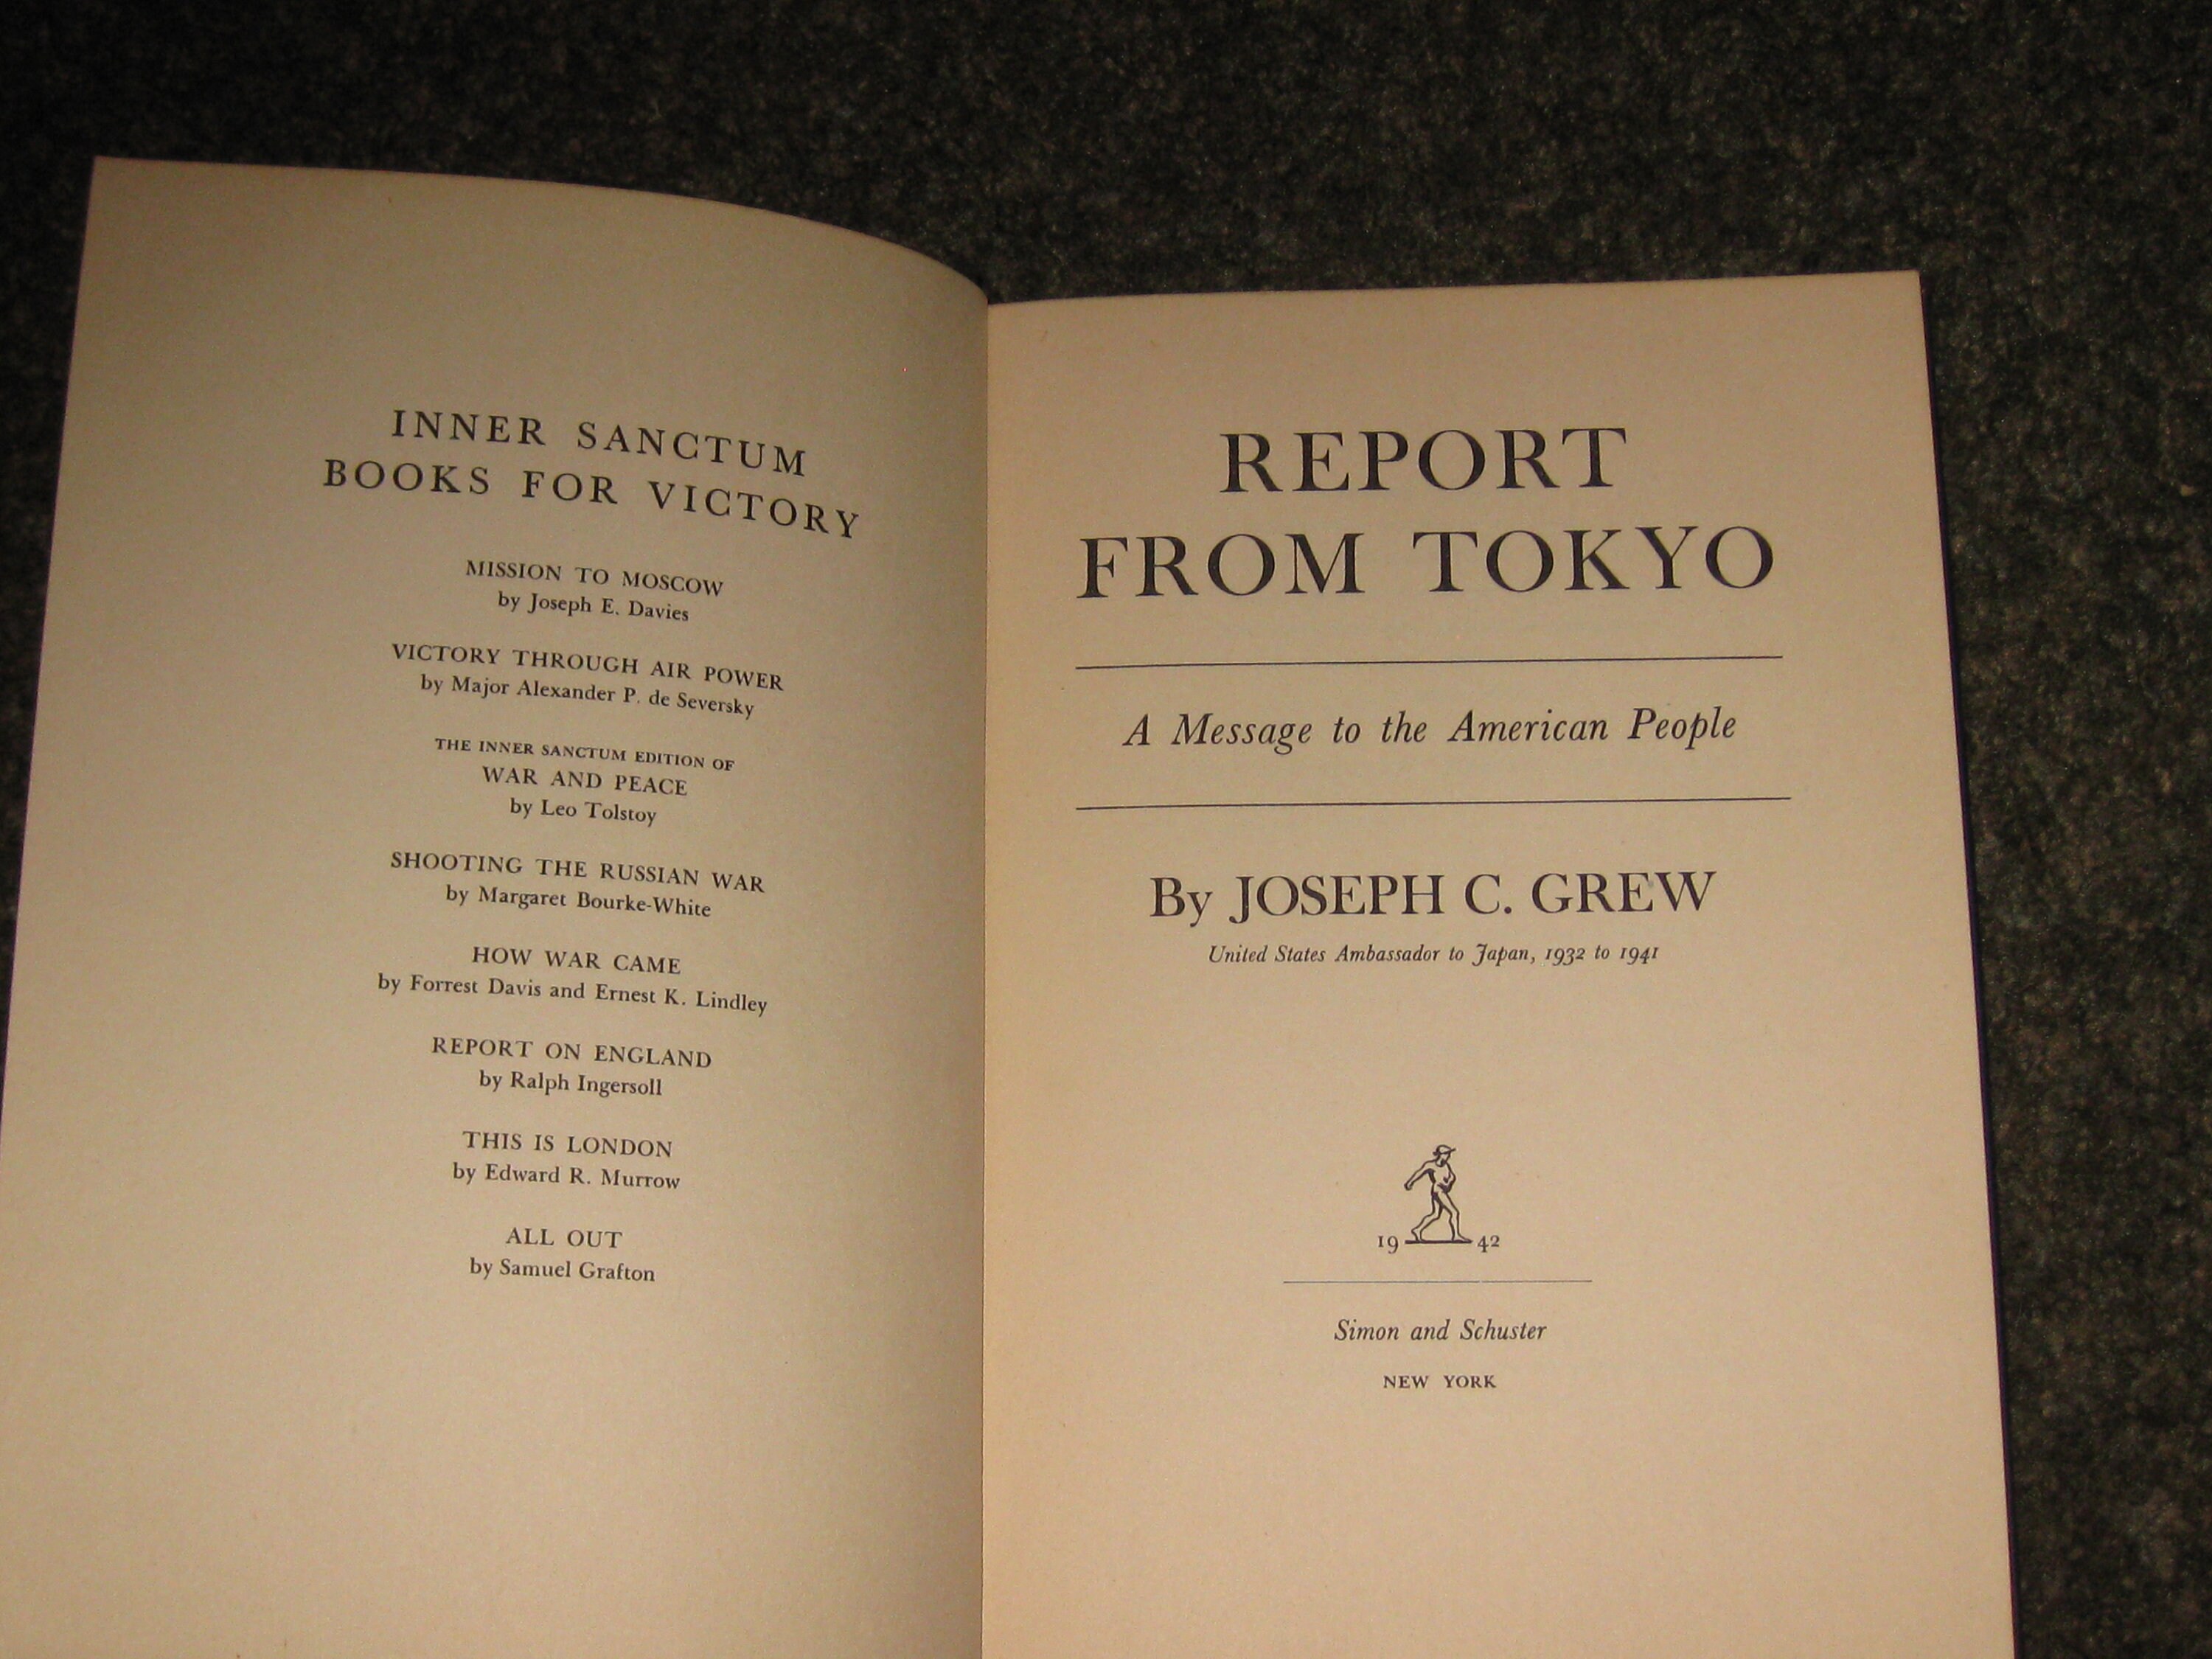 INNER SANCTUM
BOOKS FOR VICTORY
MISSION TO MOSCOW
by Joseph E. Davies
VICTORY THROUGH AIR POWER
by Major Alexander P. de Seversky
THE INNER SANCTUM EDITION OF
WAR AND PEACE
by Leo Tolstoy
SHOOTING THE RUSSIAN WAR
by Margaret Bourke-White
HOW WAR CAME
by Forrest Davis and Ernest K. Lindley
REPORT ON ENGLAND
by Ralph Ingersoll
THIS IS LONDON
by Edward R. Murrow
ALL OUT
by Samuel Grafton
REPORT
FROM TOKYO
A Message to the American People
By JOSEPH C. GREW
United States Ambassador to Japan, 1932 to 1941
19 42
Simon and Schuster
NEW YORK